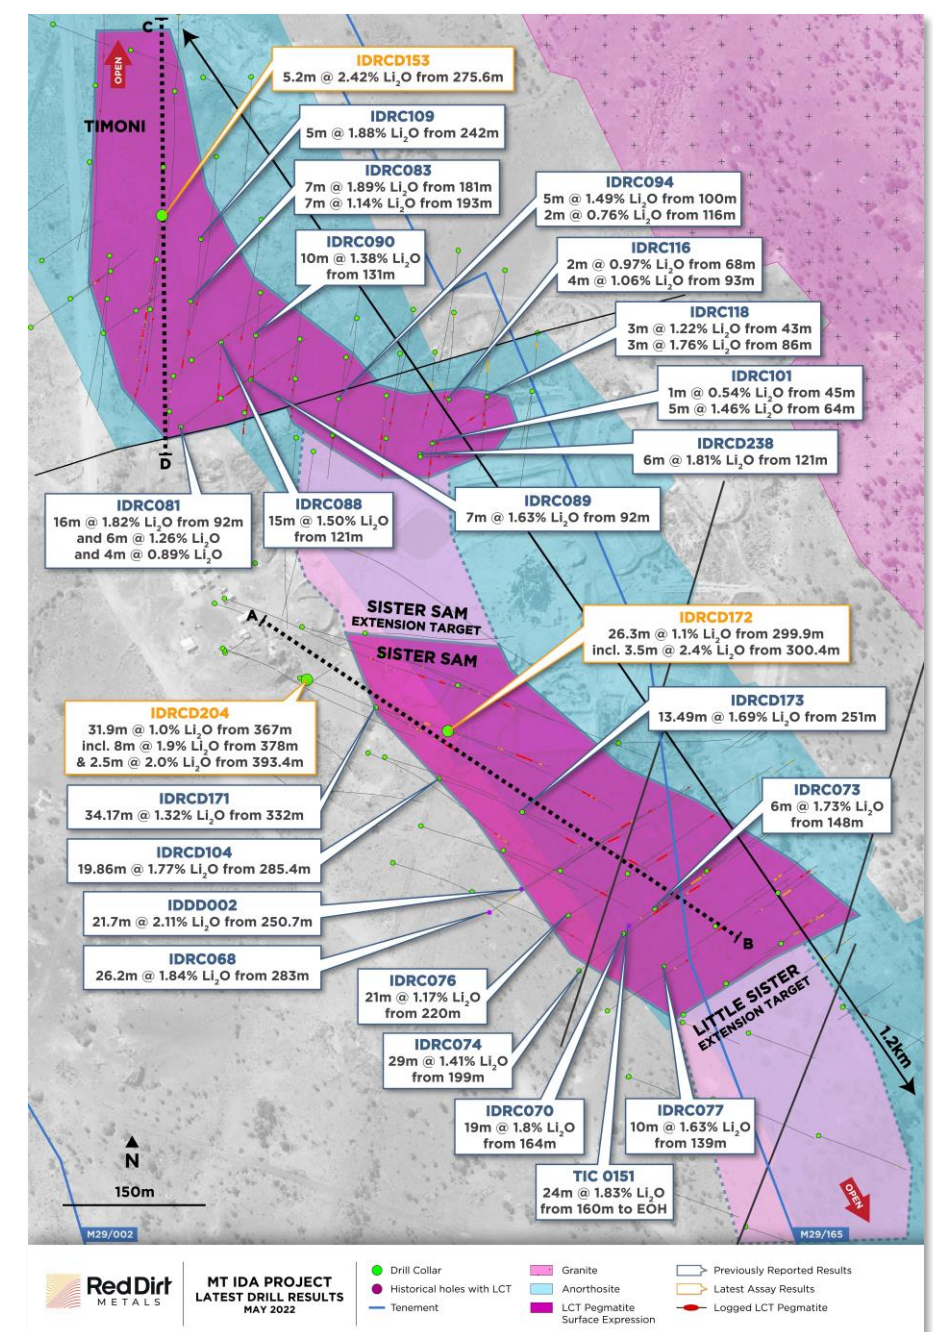 C
OPEN
TIMONI
IDRCD153
5.2m @ 2.42% Li₂O from 275.6m
IDRC109
5m @ 1.88% Li₂O from 242m
IDRC083
7m @ 1.89% Li₂O from 181m
7m @ 1.14% Li₂O from 193m
IDRC094
5m @ 1.49% Li₂O from 100m
2m @ 0.76% Li₂O from 116m
IDRC090
10m @ 1.38% Li₂O
from 131m
IDRC116
2m @ 0.97% Li₂O from 68m
4m @ 1.06% Li₂O from 93m
IDRC118
3m @ 1.22% Li₂O from 43m
3m @ 1.76% Li₂O from 86m
IDRC101
1m @ 0.54% Li₂O from 45m
5m @ 1.46% Li₂O from 64m
IDRCD238
6m @ 1.81% Li₂O from 121m
D
IDRC081
16m @ 1.82% Li₂O from 92m
and 6m @ 1.26% Li₂O
and 4m @ 0.89% Li₂O
IDRC088
15m @ 1.50% Li₂O
from 121m
IDRC089
7m @ 1.63% Li₂O from 92m
A
SISTER SAM
EXTENSION TARGET
SISTER SAM
IDRCD172
26.3m @ 1.1% Li₂O from 299.9m
incl. 3.5m @ 2.4% Li₂O from 300.4m
IDRCD204
31.9m @ 1.0% Li₂O from 367m
incl. 8m @ 1.9% Li₂O from 378m
& 2.5m @ 2.0% Li₂O from 393.4m
IDRCD173
13.49m @ 1.69% Li₂O from 251m
IDRCD171
34.17m @ 1.32% Li₂O from 332m
IDRC073
6m @ 1.73% Li₂O
from 148m
IDRCD104
19.86m @ 1.77% Li₂O from 285.4m
IDDD002
21.7m @ 2.11% Li₂O from 250.7m
IDRC068
26.2m @ 1.84% Li₂O from 283m
B
LITTLE SISTER
EXTENSION TARGET
1.2km
IDRC076
21m @ 1.17% Li₂O
from 220m
IDRC074
29m @ 1.41% Li₂O
from 199m
IDRC070
19m @ 1.8% Li₂O
from 164m
IDRC077
10m @ 1.63% Li₂O
from 139m
TIC 0151
24m @ 1.83% Li₂O
from 160m to EOH
OPEN
N
150m
M29/002
M29/165
Red Dirt
METALS
MT IDA PROJECT
LATEST DRILL RESULTS
MAY 2022
Drill Collar
Historical holes with LCT
Tenement
Granite
Anorthosite
LCT Pegmatite
Surface Expression
Previously Reported Results
Latest Assay Results
Logged LCT Pegmatite